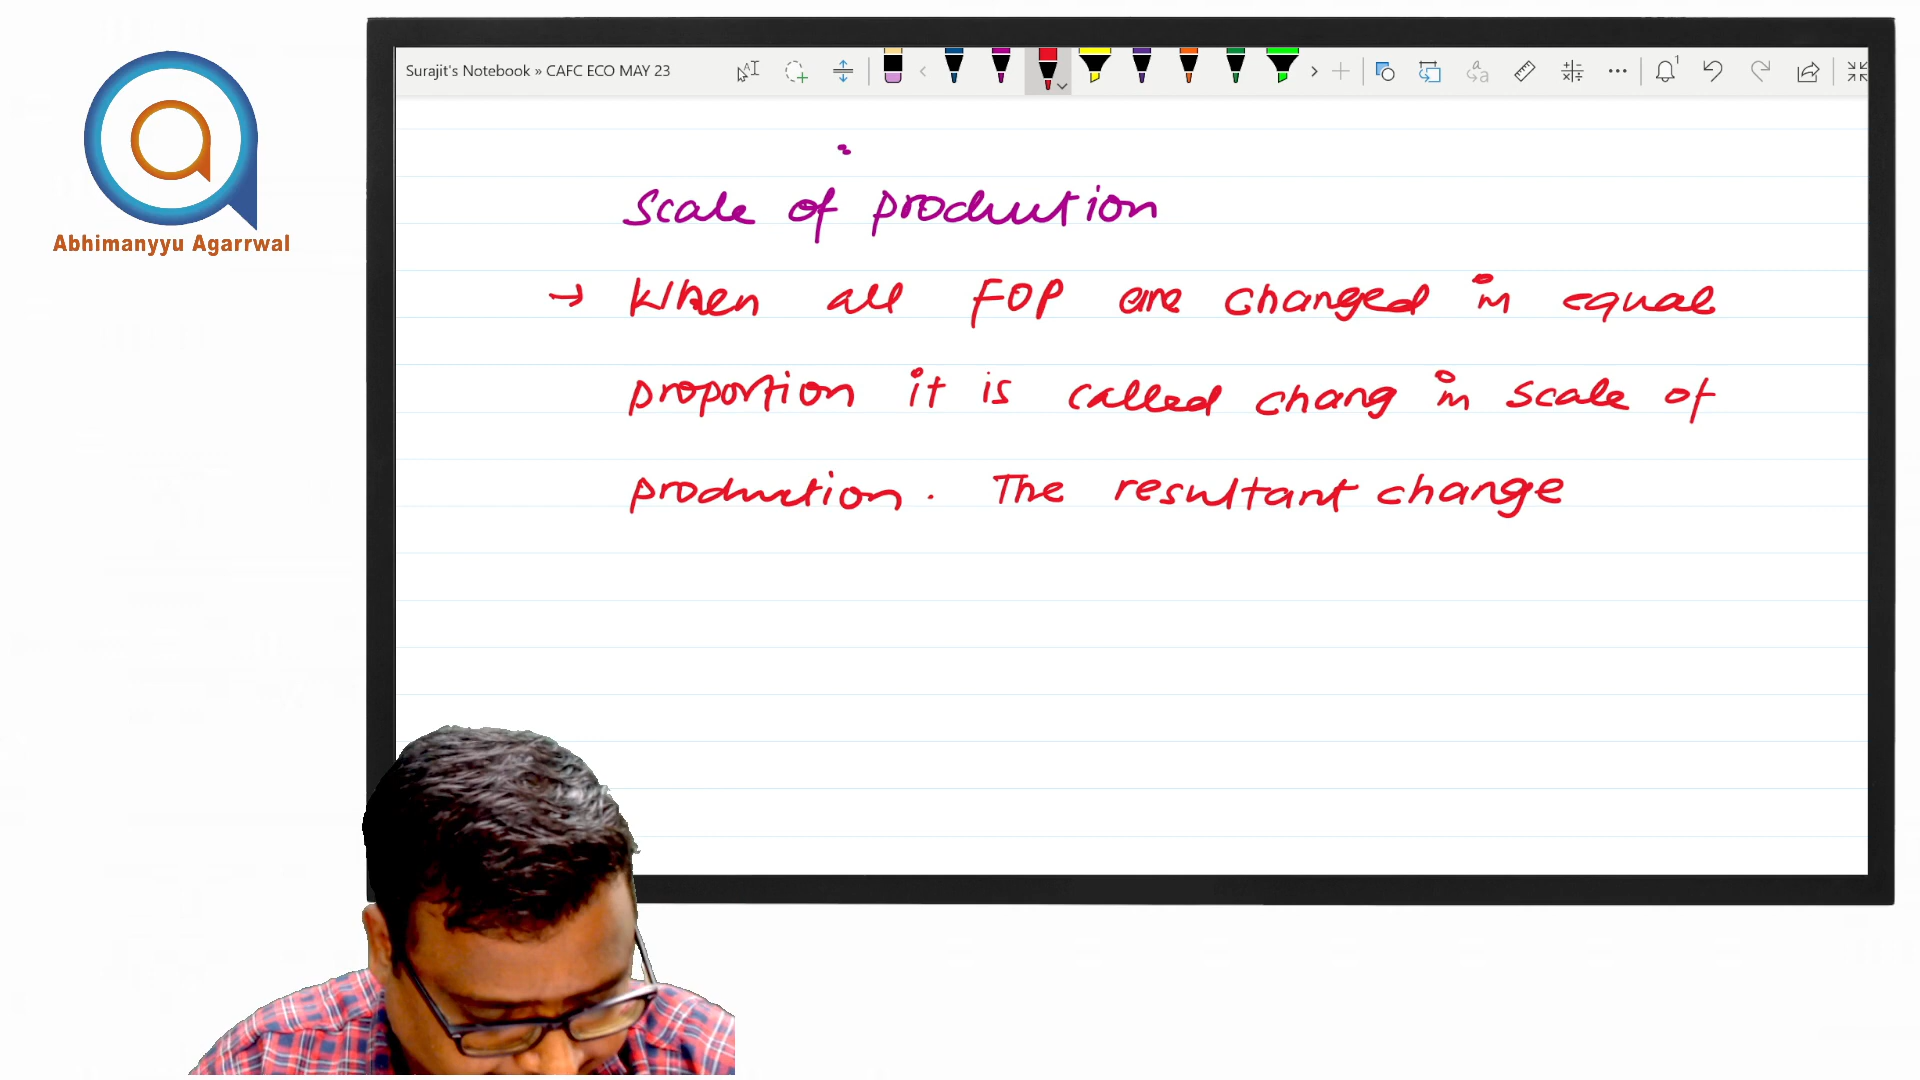 Abhimanyyu Agarrwal
Surajit's Notebook » CAFC ECO MAY 23
Scale of production
→ When all FOP are changed in equal
proportion it is called chang in scale of
production. The resultant change